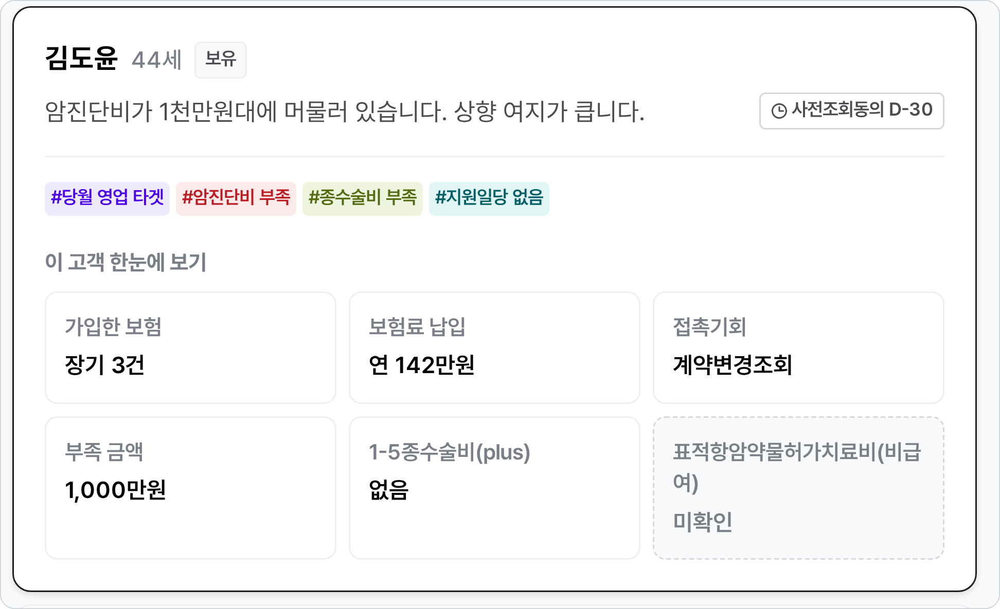 김도윤 44세 보유
암진단비가 1천만원대에 머물러 있습니다. 상향 여지가 큽니다.
사전조회동의 D-30
#당월 영업 타겟 #암진단비 부족 #종수술비 부족 #지원일당 없음
이 고객 한눈에 보기
가입한 보험
장기 3건
보험료 납입
연 142만원
접촉기회
계약변경조회
부족 금액
1,000만원
1-5종수술비(plus)
없음
표적항암약물허가치료비(비급
여)
미확인